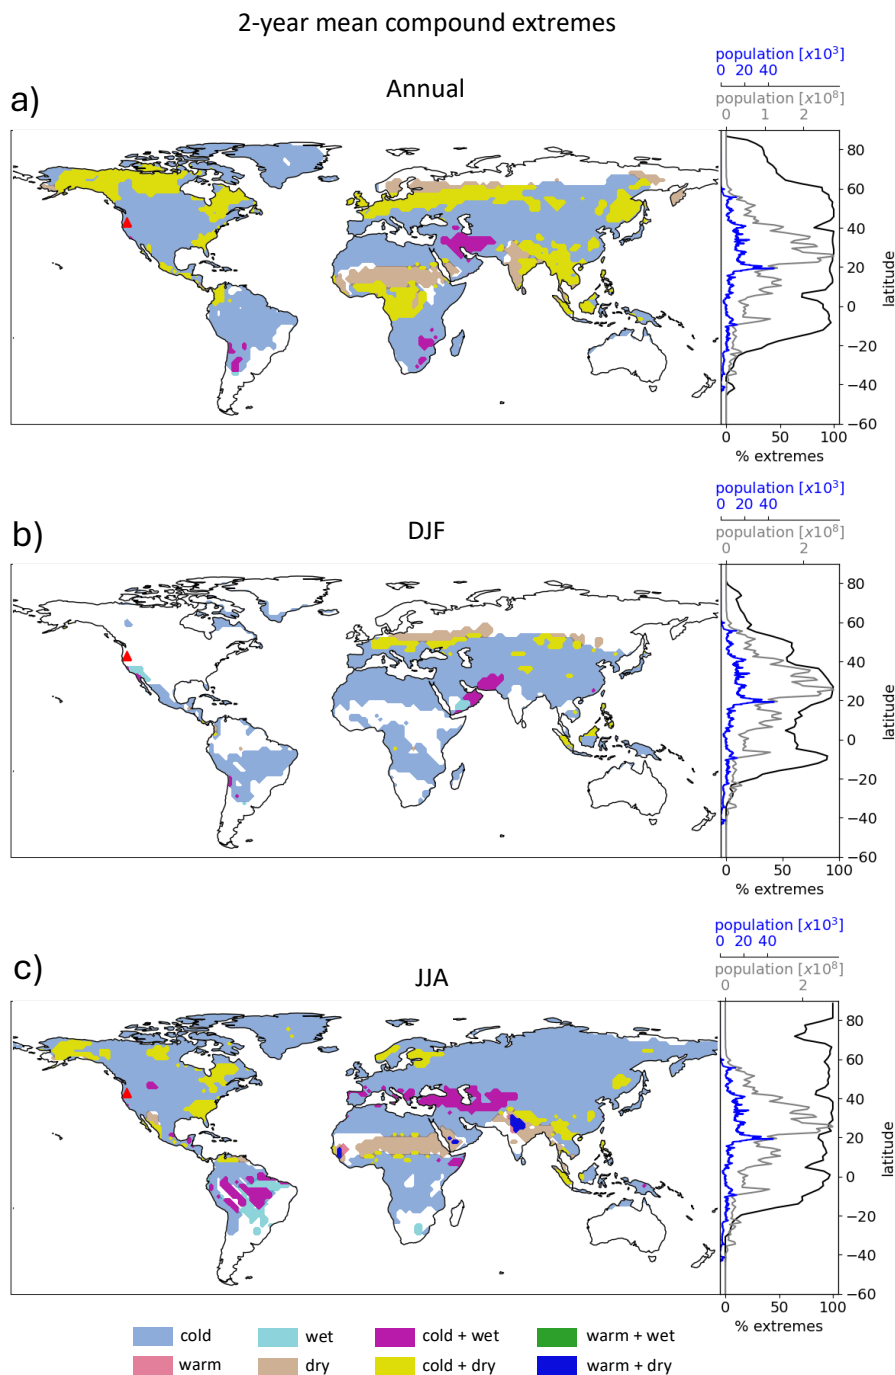 2-year mean compound extremes
population [x10³]
0 20 40
Annual
population [x10⁸]
0 1 2
a)
80
60
40
20
0
−20
−40
−60
latitude
0 50 100
% extremes
population [x10³]
0 20 40
DJF
population [x10⁸]
0 2
b)
80
60
40
20
0
−20
−40
−60
latitude
0 50 100
% extremes
population [x10³]
0 20 40
JJA
population [x10⁸]
0 2
c)
80
60
40
20
0
−20
−40
−60
latitude
0 50 100
% extremes
cold wet cold + wet warm + wet
warm dry cold + dry warm + dry